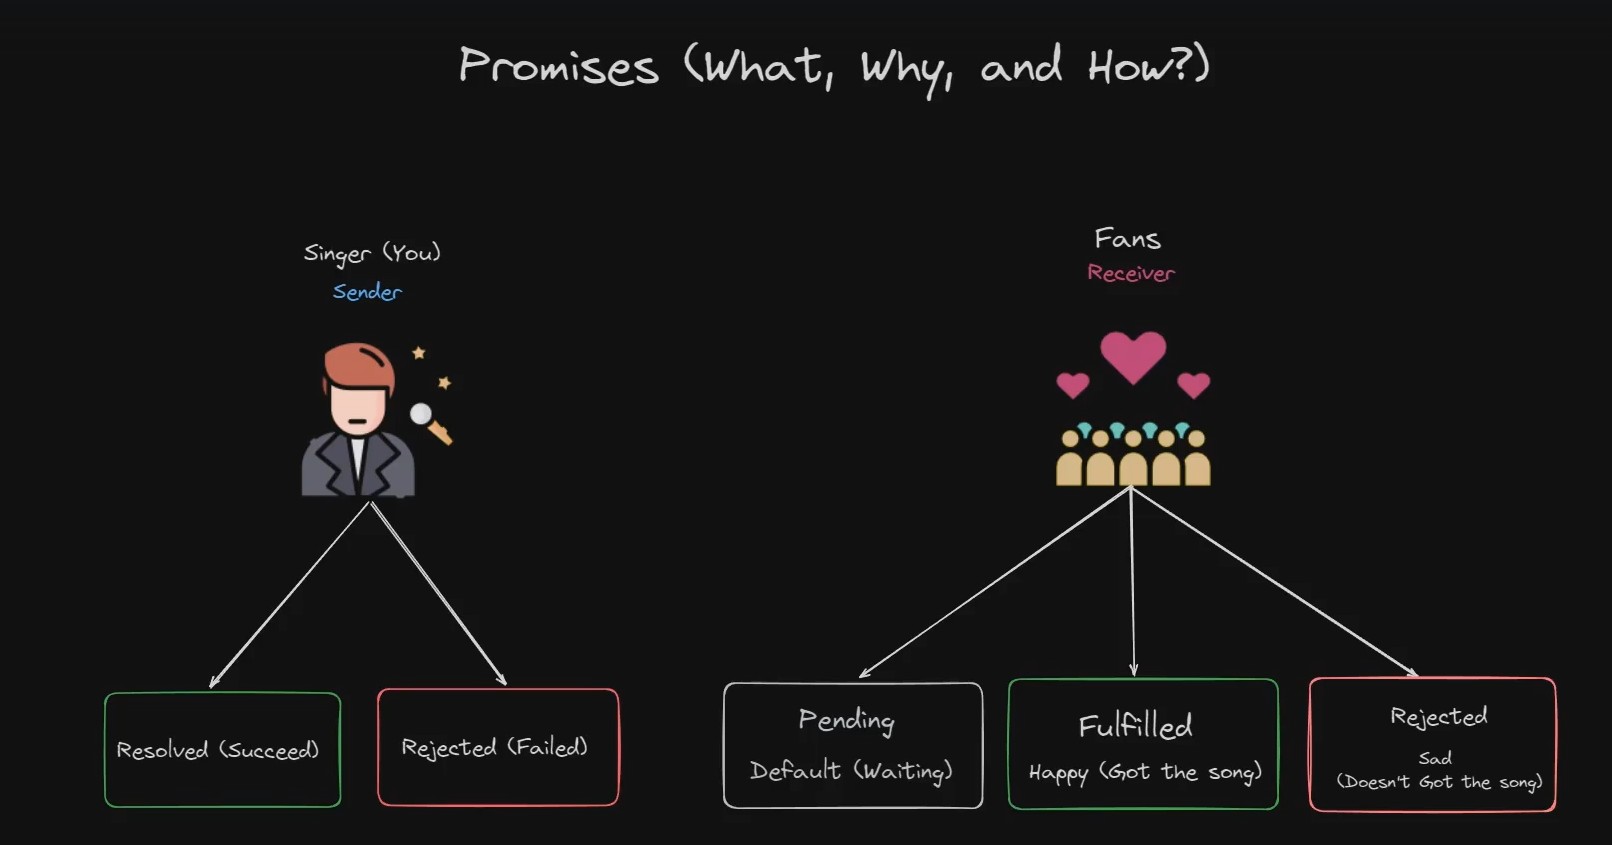 Promises (What, Why, and How?)
Singer (You)
Sender
Fans
Receiver
Resolved (Succeed)
Rejected (Failed)
Pending
Default (Waiting)
Fulfilled
Happy (Got the song)
Rejected
Sad
(Doesn't Got the song)